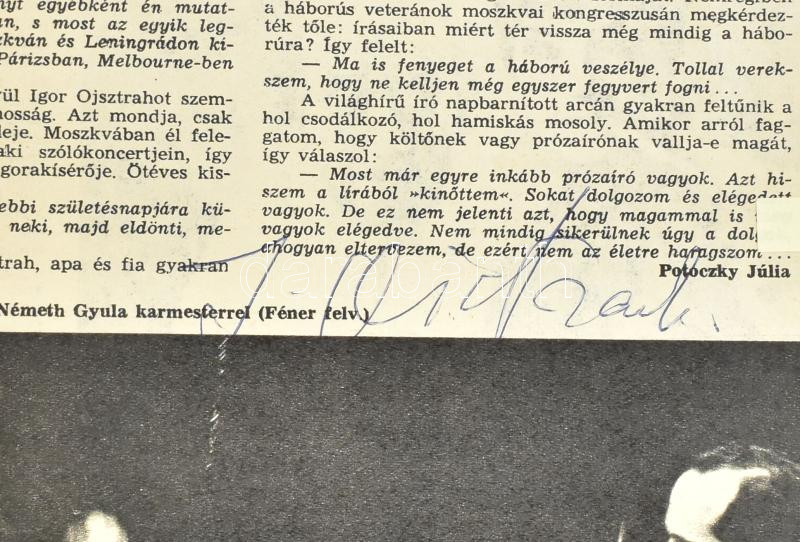 nyt egyébként én mutat-
n, s most az egyik leg-
zkván és Leningrádon ki-
Párizsban, Melbourne-ben
ül Igor Ojsztrahot szem-
nosság. Azt mondja, csak
leje. Moszkvában él fele-
aki szólókoncertjein, így
gorakísérője. Ötéves kis-
ebbi születésnapjára kü-
neki, majd eldönti, me-
trah, apa és fia gyakran
Németh Gyula karmesterrel (Féner felv.)
a háborús veteránok moszkvai kongresszusán megkérdez-
ték tőle: írásaiban miért tér vissza még mindig a hábo-
rúra? Így felelt:
— Ma is fenyeget a háború veszélye. Tollal verek-
szem, hogy ne kelljen még egyszer fegyvert fogni...
A világhírű író napbarnított arcán gyakran feltűnik a
hol csodálkozó, hol hamiskás mosoly. Amikor arról fag-
gatom, hogy költőnek vagy prózaírónak vallja-e magát,
így válaszol:
— Most már egyre inkább prózaíró vagyok. Azt hi-
szem a lírából »kinőttem«. Sokat dolgozom és elégedett
vagyok. De ez nem jelenti azt, hogy magammal is
vagyok elégedve. Nem mindig sikerülnek úgy a dol
ahogyan eltervezem, de ezért nem az életre haragszom...
Potoczky Júlia
darabanth